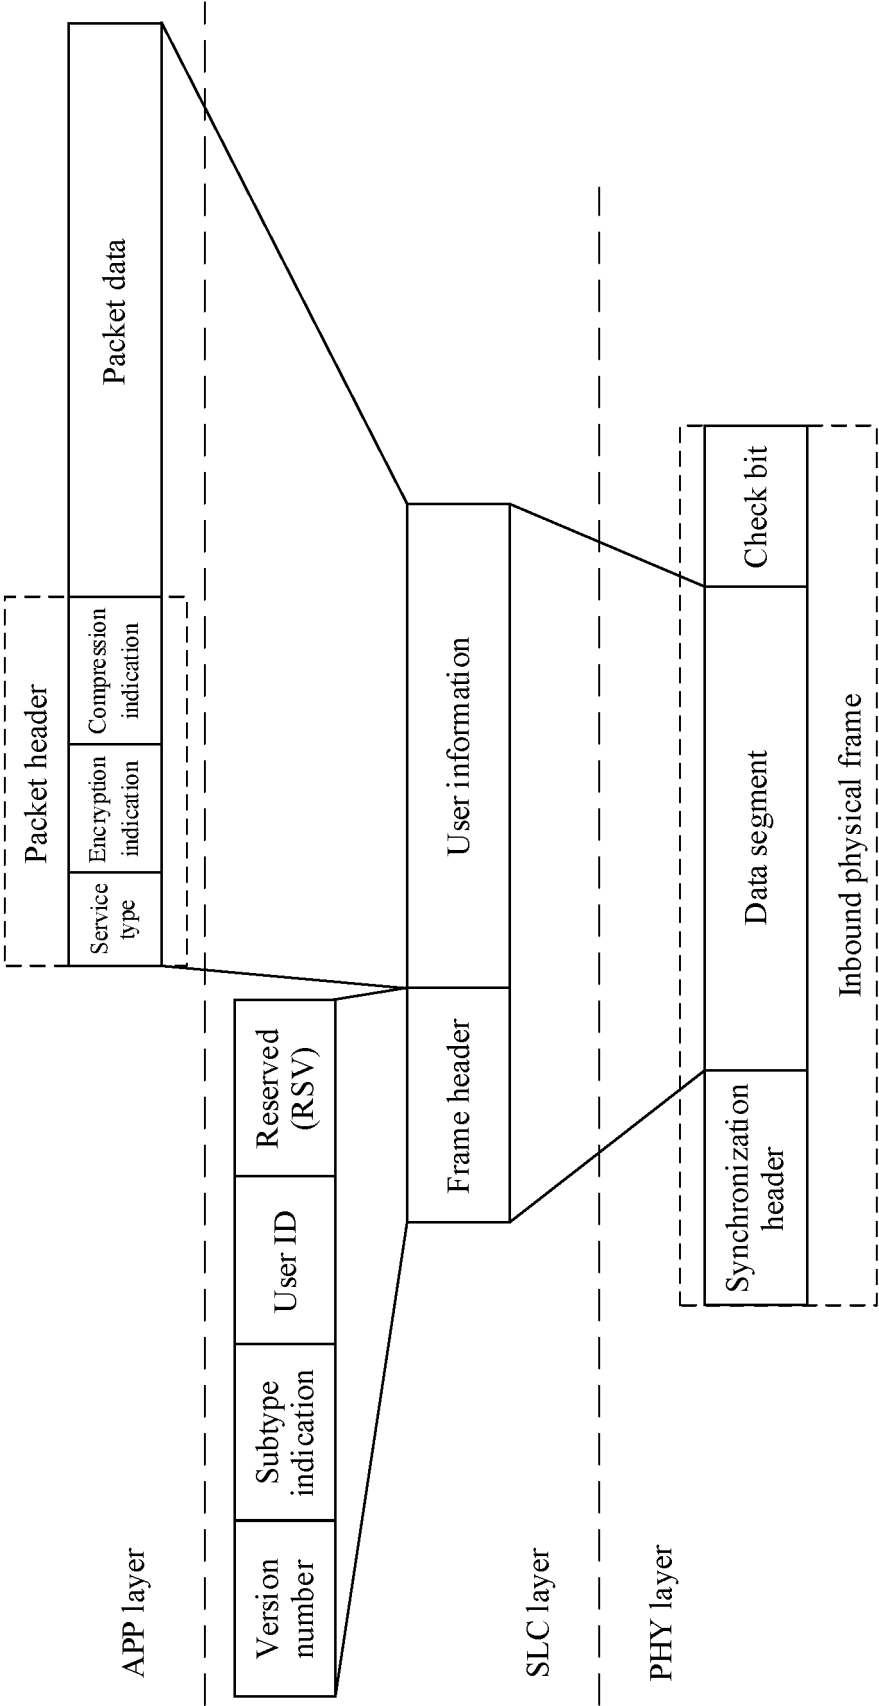 Packet header
Service
type
Encryption
indication
Compression
indication
Packet data
APP layer
Version
number
Subtype
indication
User ID
Reserved
(RSV)
Frame header
User information
SLC layer
PHY layer
Synchronization
header
Data segment
Check bit
Inbound physical frame